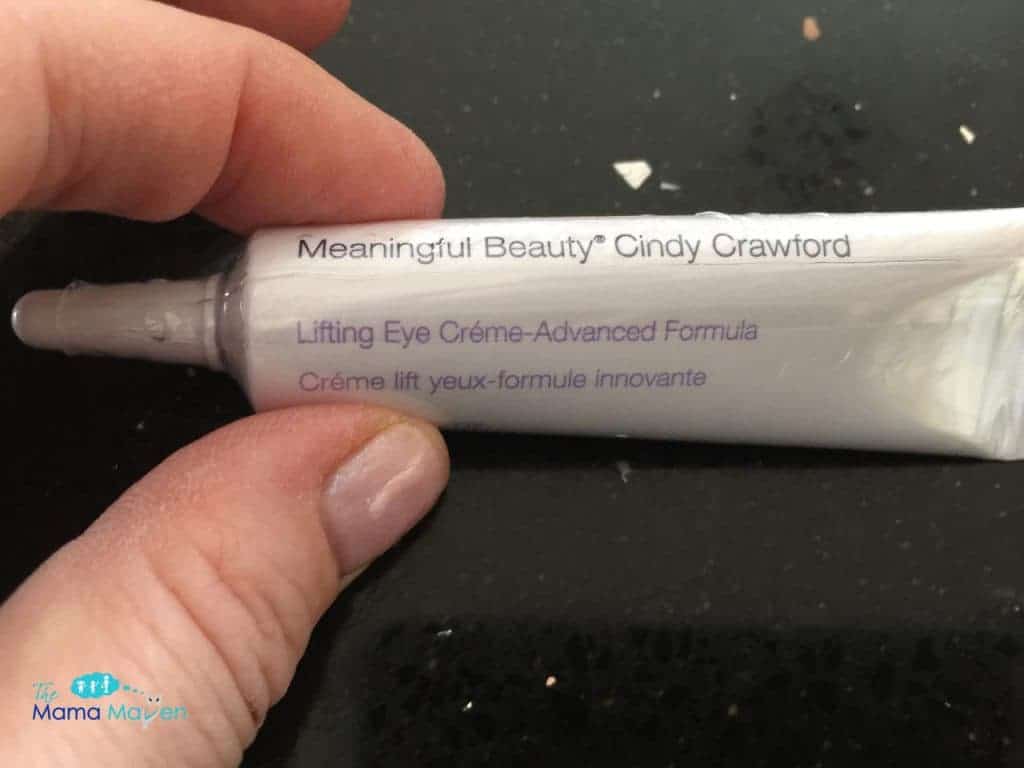 Meaningful Beauty® Cindy Crawford
Lifting Eye Créme-Advanced Formula
Créme lift yeux-formule innovante
The
Mama Maven